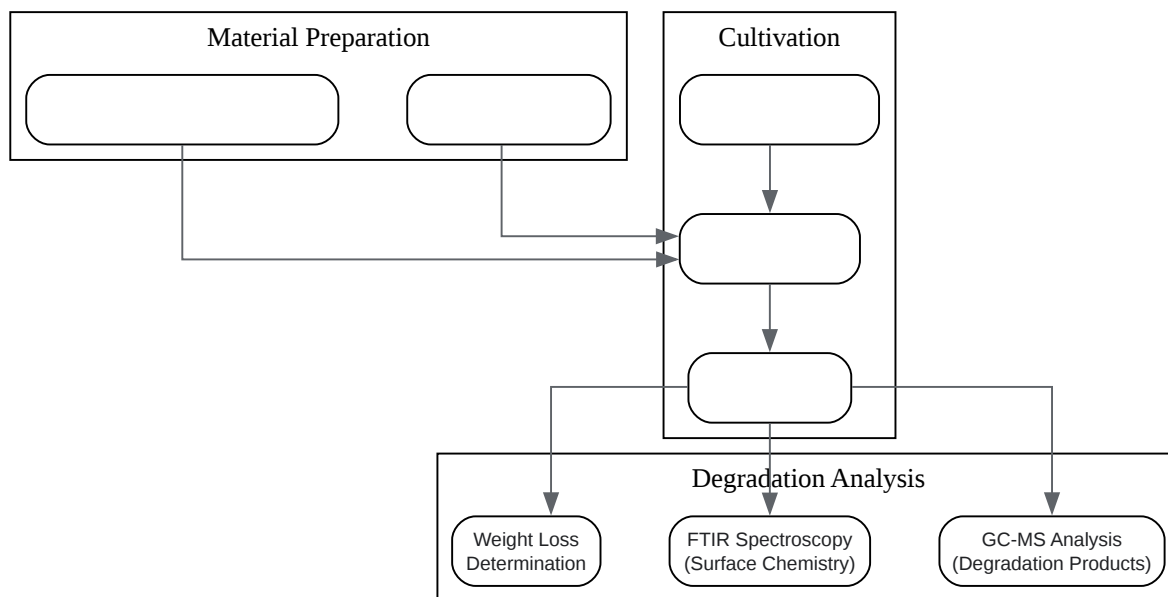 Material Preparation
Cultivation
Degradation Analysis
Weight Loss
Determination
FTIR Spectroscopy
(Surface Chemistry)
GC-MS Analysis
(Degradation Products)